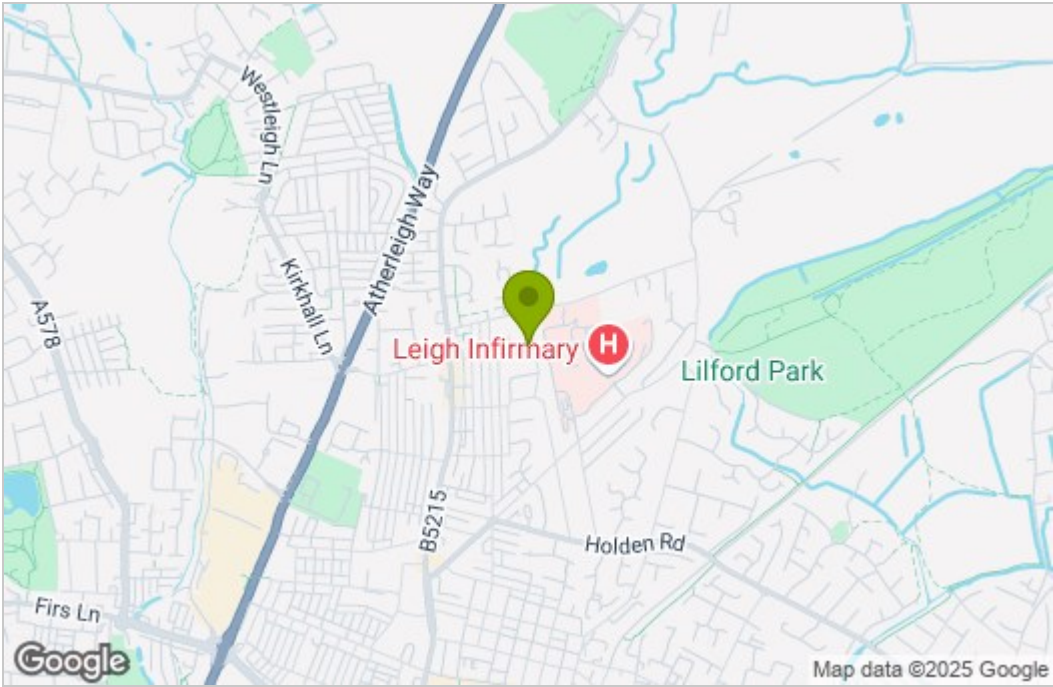 Westleigh Ln
Atherleigh Way
Kirkhall Ln
A578
Leigh Infirmary
H
Lilford Park
B5215
Holden Rd
Firs Ln
Google
Map data ©2025 Google